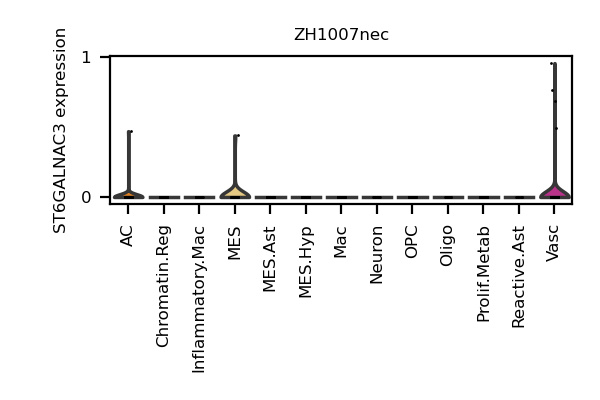 ZH1007nec
ST6GALNAC3 expression
1
0
AC
Chromatin.Reg
Inflammatory.Mac
MES
MES.Ast
MES.Hyp
Mac
Neuron
OPC
Oligo
Prolif.Metab
Reactive.Ast
Vasc